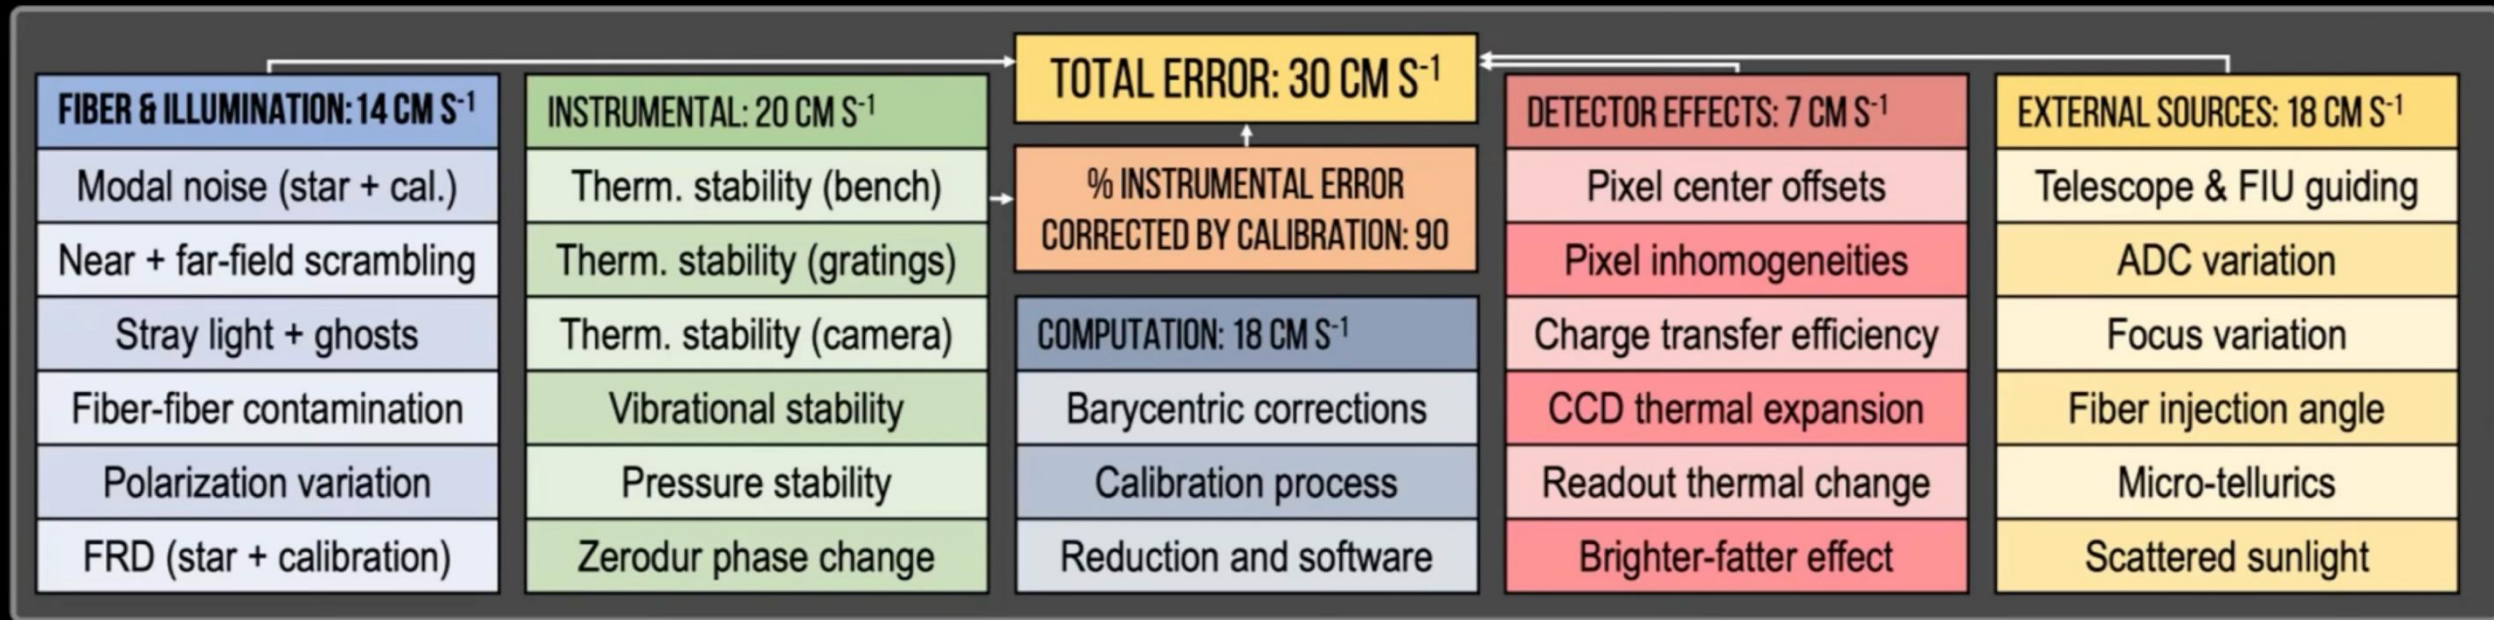 TOTAL ERROR: 30 CM S⁻¹
FIBER & ILLUMINATION: 14 CM S⁻¹
Modal noise (star + cal.)
Near + far-field scrambling
Stray light + ghosts
Fiber-fiber contamination
Polarization variation
FRD (star + calibration)
INSTRUMENTAL: 20 CM S⁻¹
Therm. stability (bench)
Therm. stability (gratings)
Therm. stability (camera)
Vibrational stability
Pressure stability
Zerodur phase change
% INSTRUMENTAL ERROR
CORRECTED BY CALIBRATION: 90
COMPUTATION: 18 CM S⁻¹
Barycentric corrections
Calibration process
Reduction and software
DETECTOR EFFECTS: 7 CM S⁻¹
Pixel center offsets
Pixel inhomogeneities
Charge transfer efficiency
CCD thermal expansion
Readout thermal change
Brighter-fatter effect
EXTERNAL SOURCES: 18 CM S⁻¹
Telescope & FIU guiding
ADC variation
Focus variation
Fiber injection angle
Micro-tellurics
Scattered sunlight